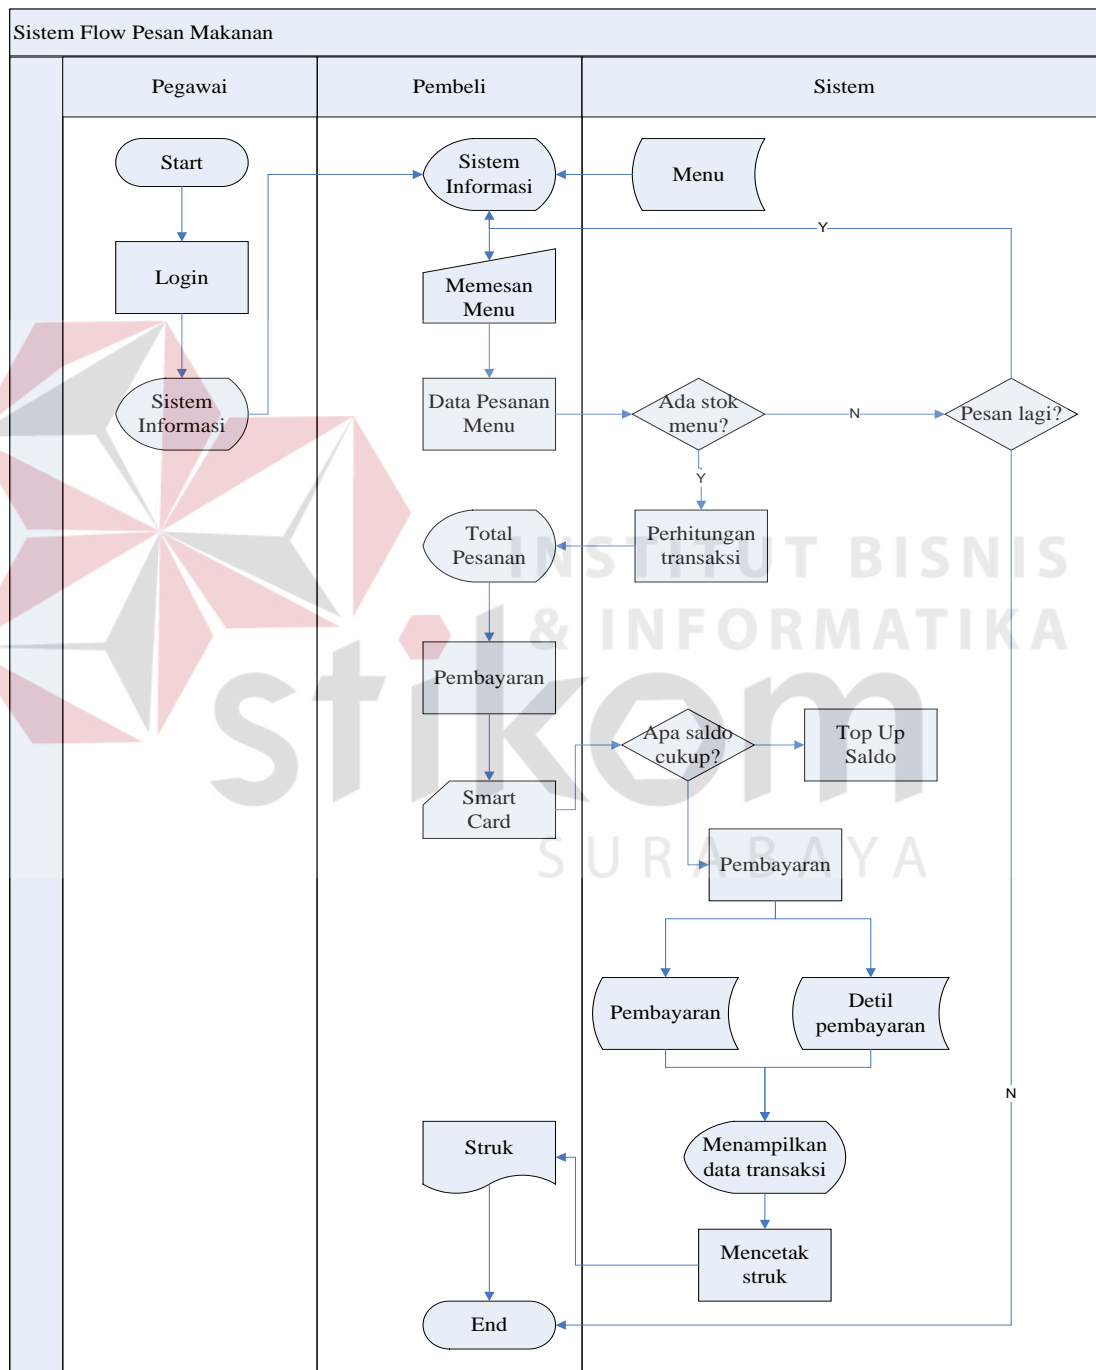 Sistem Flow Pesan Makanan
Pegawai
Pembeli
Sistem
Start
Sistem
Informasi
Menu
Y
Login
Memesan
Menu
Sistem
Informasi
Data Pesanan
Menu
Ada stok
menu?
N
Pesan lagi?
Y
Total
Pesanan
Perhitungan
transaksi
INSTITUT BISNIS
& INFORMATIKA
stikom
SURABAYA
Pembayaran
Apa saldo
cukup?
Top Up
Saldo
Smart
Card
Pembayaran
Pembayaran
Detil
pembayaran
N
Struk
Menampilkan
data transaksi
Mencetak
struk
End